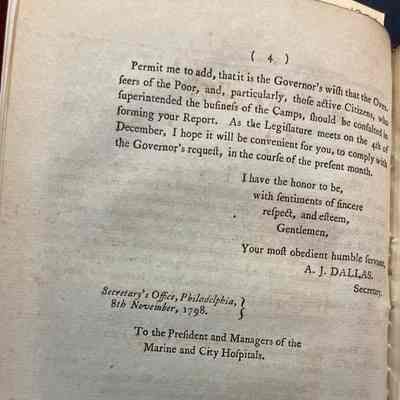 ( 4 )
Permit me to add, that it is the Governor's wiſh that the Over-
ſeers of the Poor, and, particularly, thoſe active Citizens, who
ſuperintended the buſineſs of the Camps, ſhould be conſulted in
forming your Report. As the Legiſlature meets on the 4th of
December, I hope it will be convenient for you, to comply with
the Governor's requeſt, in the courſe of the preſent month.
I have the honor to be,
with ſentiments of ſincere
reſpect, and eſteem,
Gentlemen,
Your moſt obedient humble ſervant,
A. J. DALLAS.
Secretary.
Secretary's Office, Philadelphia,
8th November, 1798. }
To the Preſident and Managers of the
Marine and City Hoſpitals.